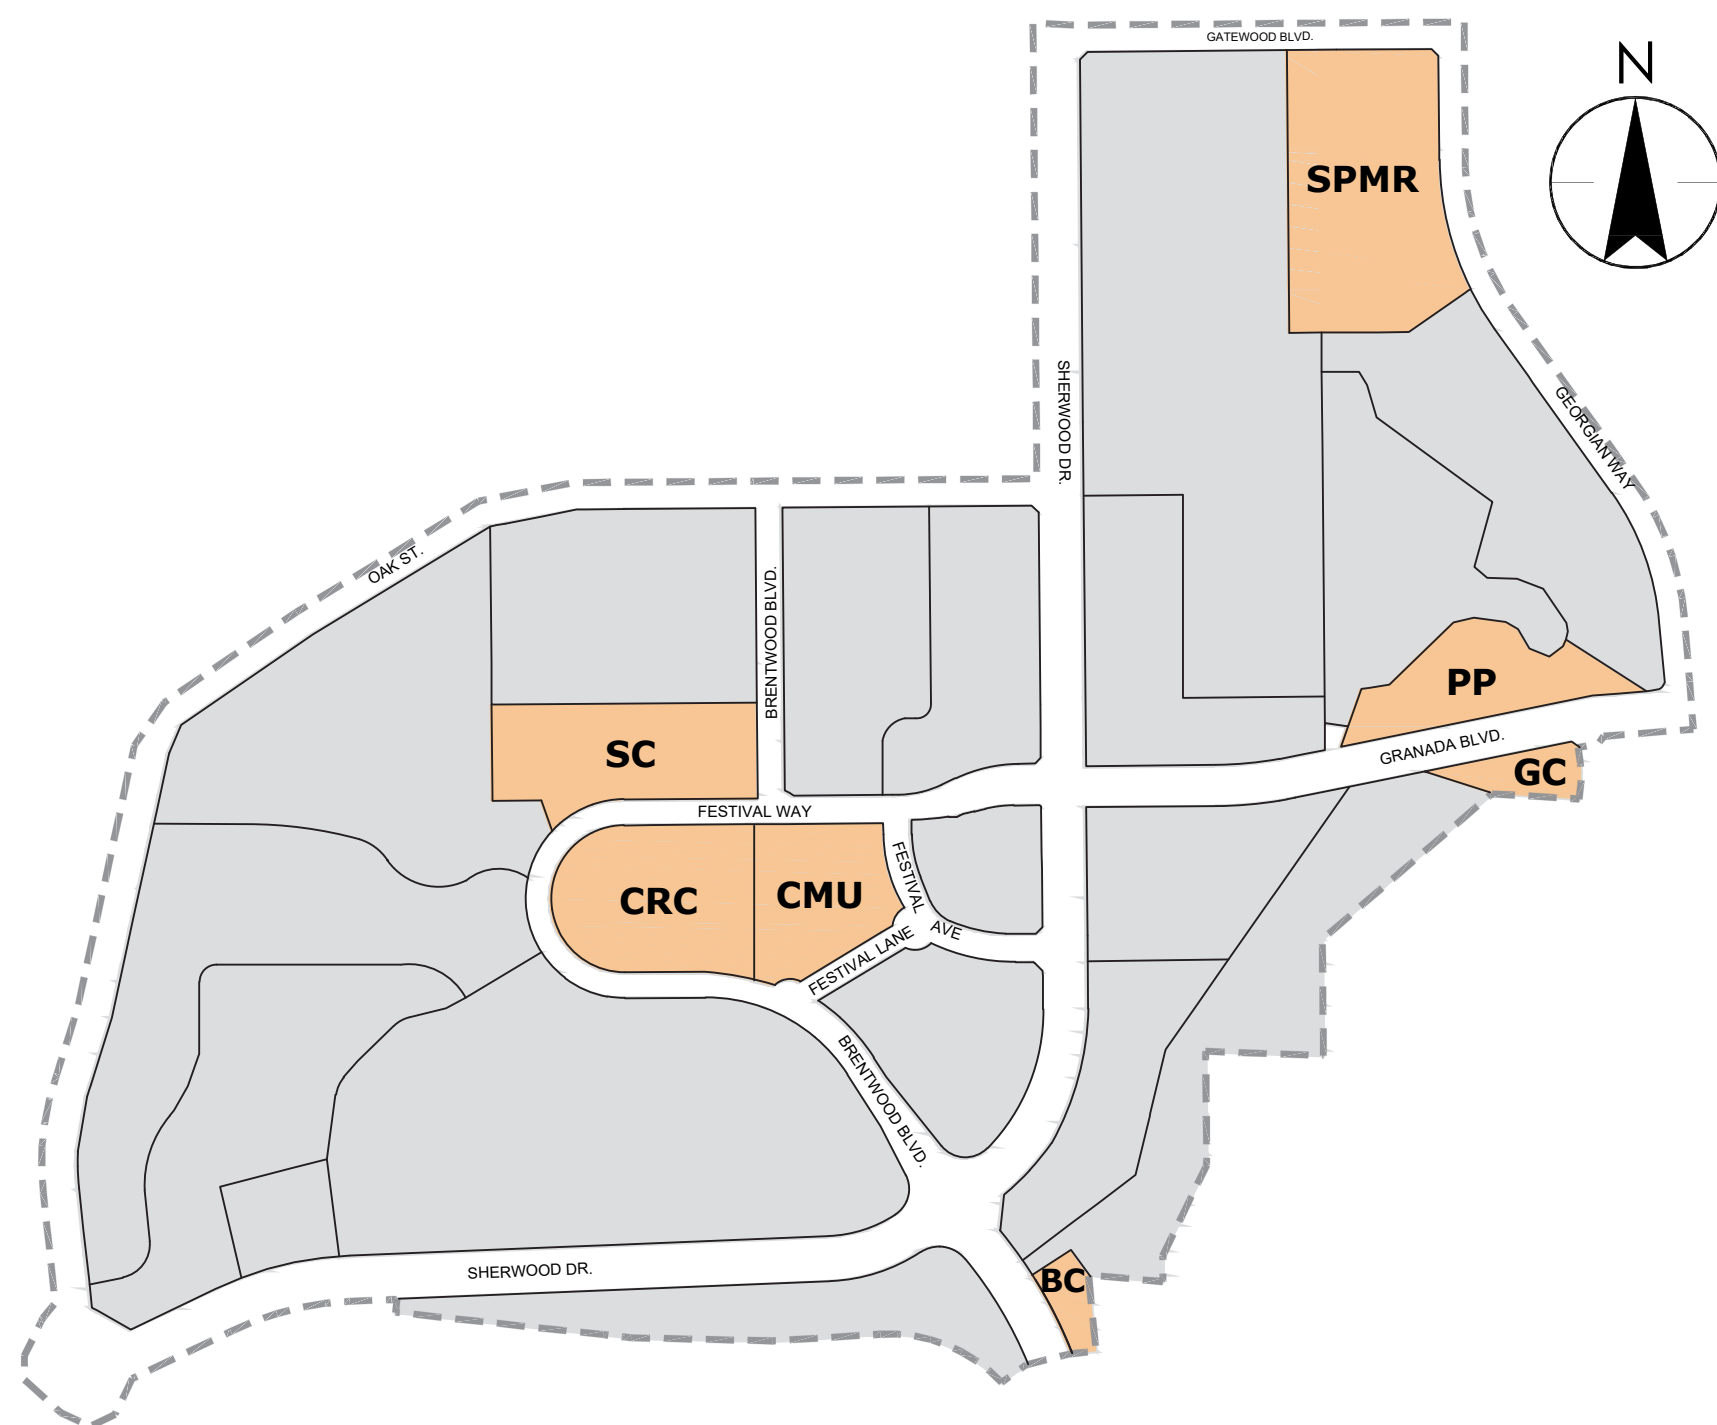 GATEWOOD BLVD.
N
SPMR
SHERWOOD DR.
GEORGIAN WAY
OAK ST.
BRENTWOOD BLVD.
PP
SC
GRANADA BLVD.
GC
FESTIVAL WAY
CRC
CMU
FESTIVAL
AVE
FESTIVAL LANE
BRENTWOOD BLVD.
SHERWOOD DR.
BC